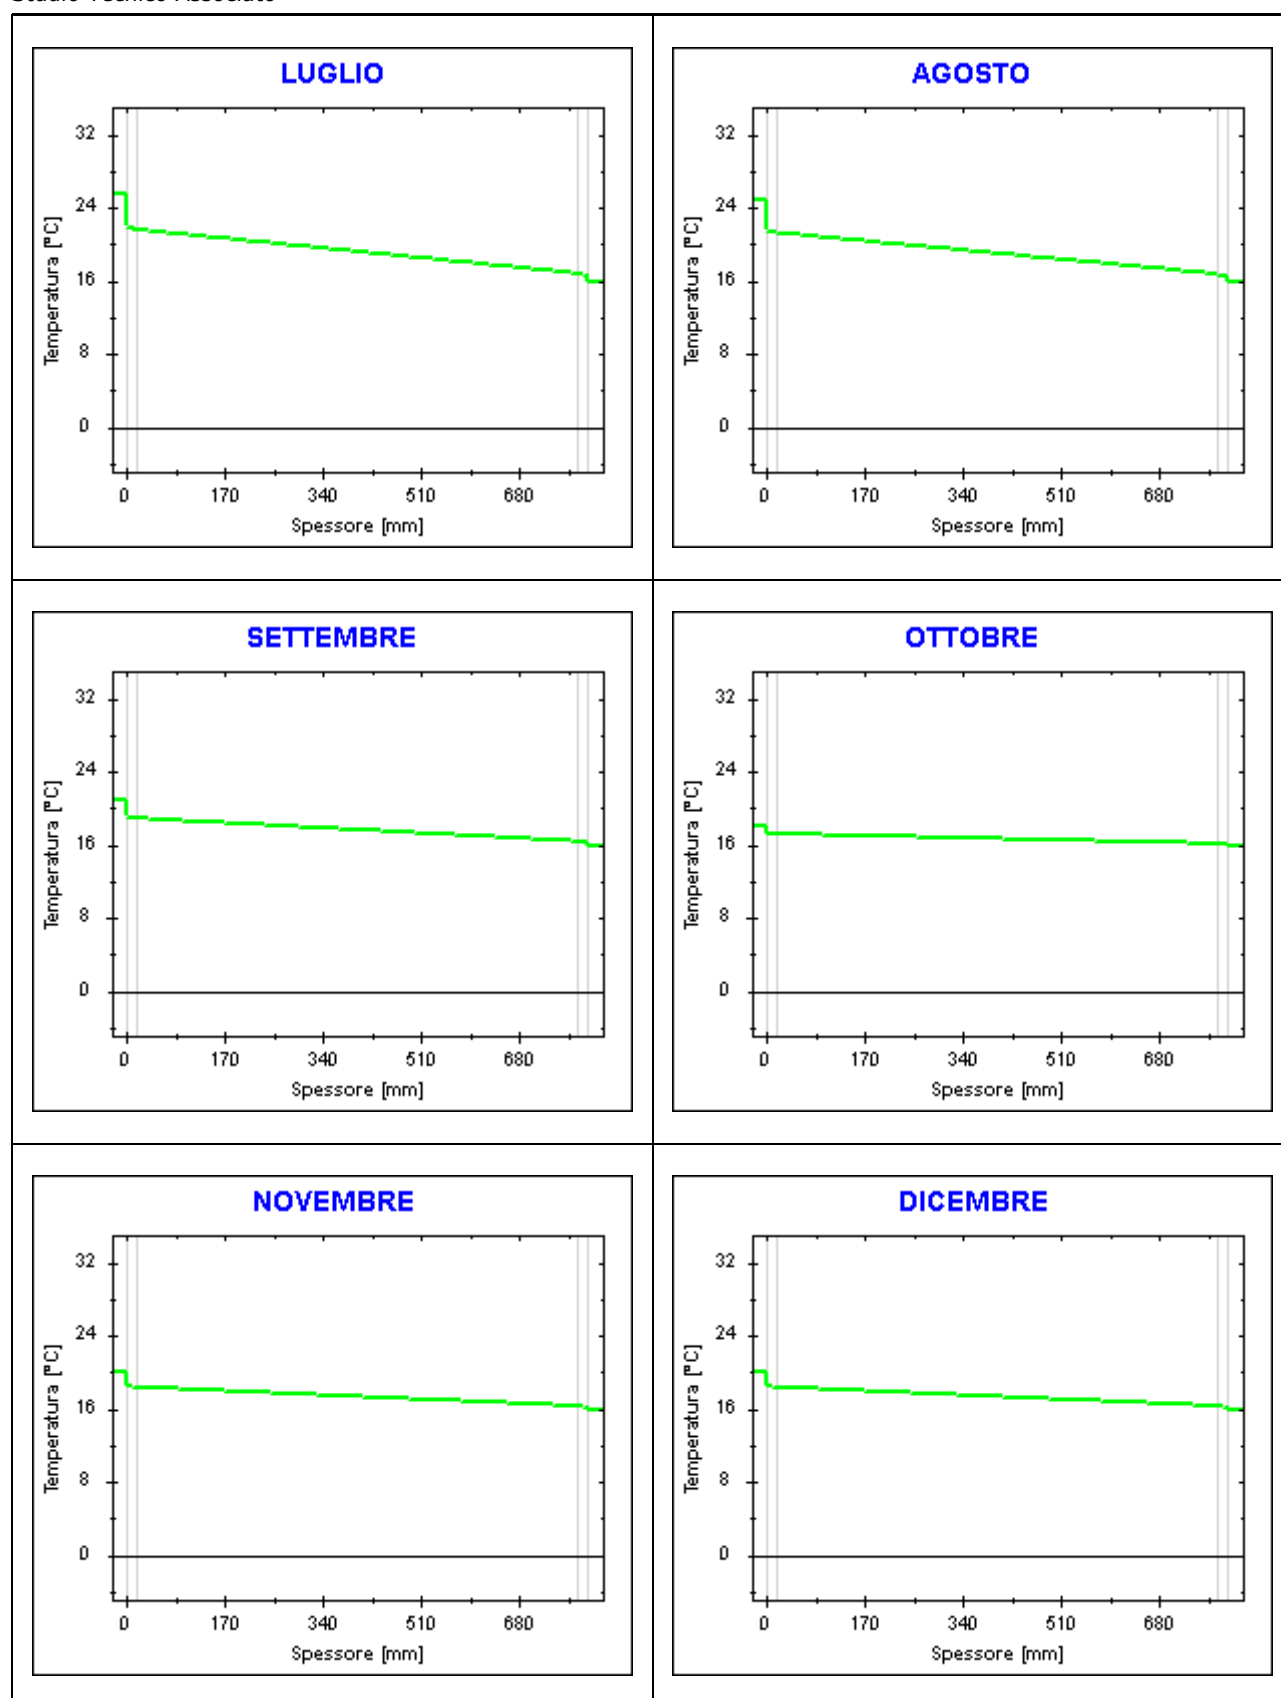 Studio Tecnico Associato
LUGLIO
32
24
16
8
0
Temperatura [°C]
0 170 340 510 680
Spessore [mm]
AGOSTO
32
24
16
8
0
Temperatura [°C]
0 170 340 510 680
Spessore [mm]
SETTEMBRE
32
24
16
8
0
Temperatura [°C]
0 170 340 510 680
Spessore [mm]
OTTOBRE
32
24
16
8
0
Temperatura [°C]
0 170 340 510 680
Spessore [mm]
NOVEMBRE
32
24
16
8
0
Temperatura [°C]
0 170 340 510 680
Spessore [mm]
DICEMBRE
32
24
16
8
0
Temperatura [°C]
0 170 340 510 680
Spessore [mm]